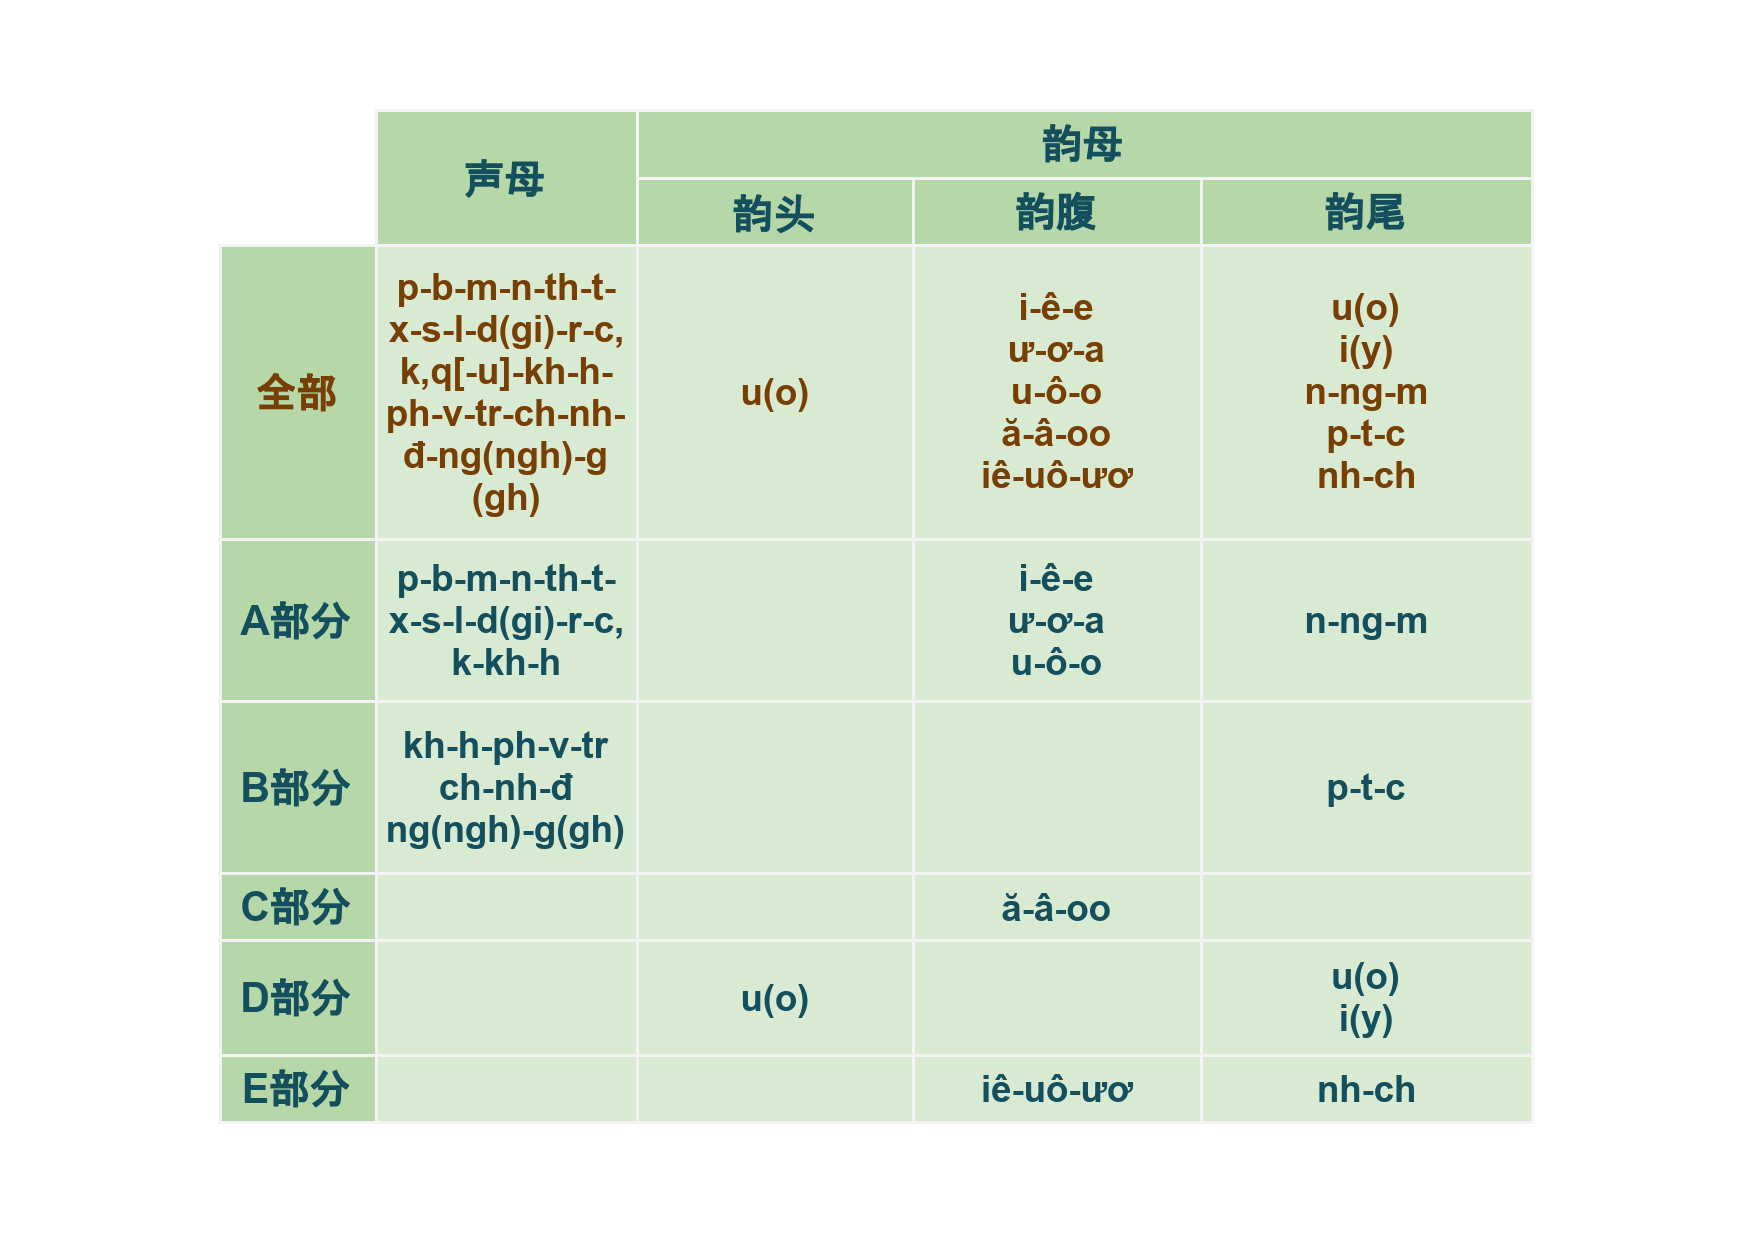 声母
韵母
韵头
韵腹
韵尾
全部
p-b-m-n-th-t-
x-s-l-d(gi)-r-c,
k,q[-u]-kh-h-
ph-v-tr-ch-nh-
đ-ng(ngh)-g
(gh)
u(o)
i-ê-e
ư-ơ-a
u-ô-o
ă-â-oo
iê-uô-ươ
u(o)
i(y)
n-ng-m
p-t-c
nh-ch
A部分
p-b-m-n-th-t-
x-s-l-d(gi)-r-c,
k-kh-h
i-ê-e
ư-ơ-a
u-ô-o
n-ng-m
B部分
kh-h-ph-v-tr
ch-nh-đ
ng(ngh)-g(gh)
p-t-c
C部分
ă-â-oo
D部分
u(o)
u(o)
i(y)
E部分
iê-uô-ươ
nh-ch